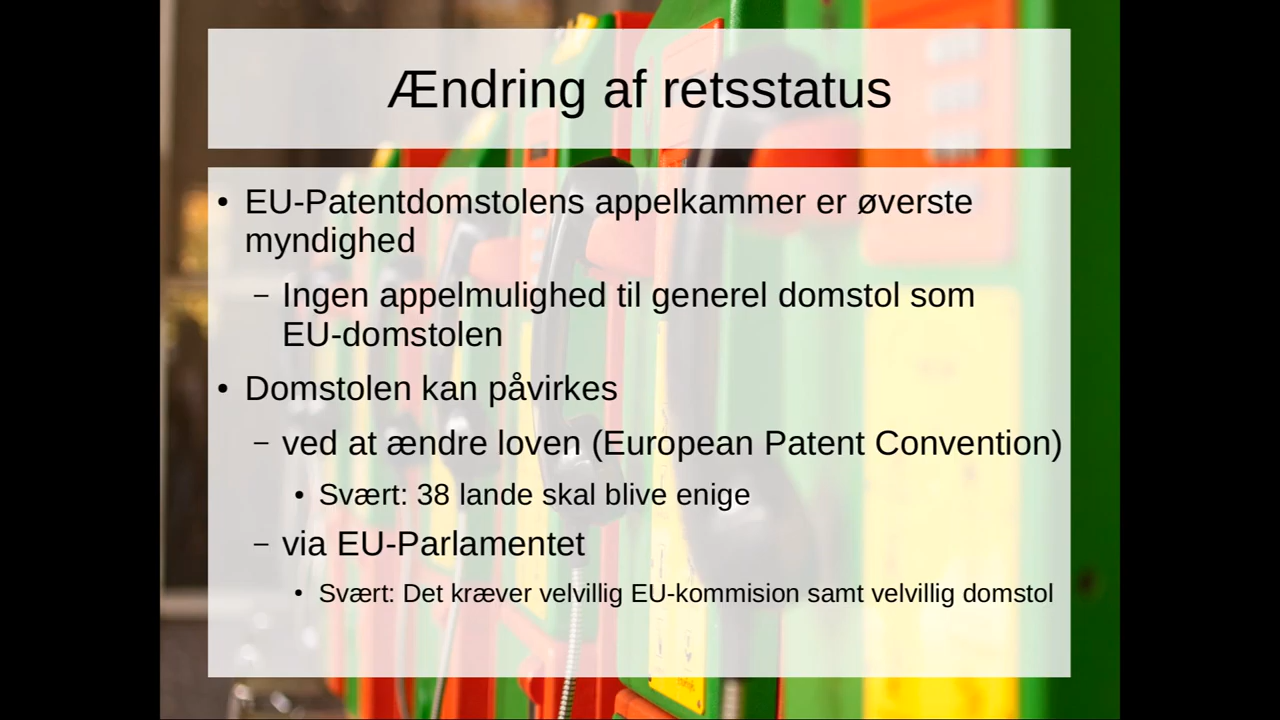 Ændring af retsstatus
• EU-Patentdomstolens appelkammer er øverste
myndighed
– Ingen appelmulighed til generel domstol som
EU-domstolen
• Domstolen kan påvirkes
– ved at ændre loven (European Patent Convention)
• Svært: 38 lande skal blive enige
– via EU-Parlamentet
• Svært: Det kræver velvillig EU-kommision samt velvillig domstol